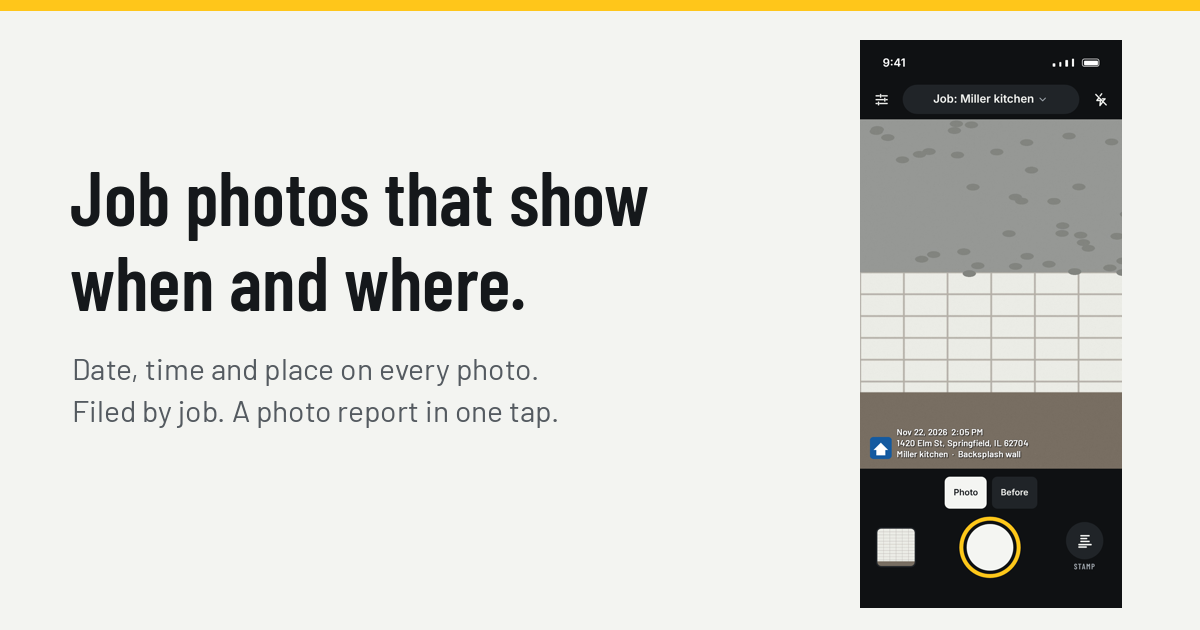 Job photos that show
when and where.
Date, time and place on every photo.
Filed by job. A photo report in one tap.
9:41
Job: Miller kitchen
Nov 22, 2026 2:05 PM
1420 Elm St, Springfield, IL 62704
Miller kitchen · Backsplash wall
Photo
Before
STAMP